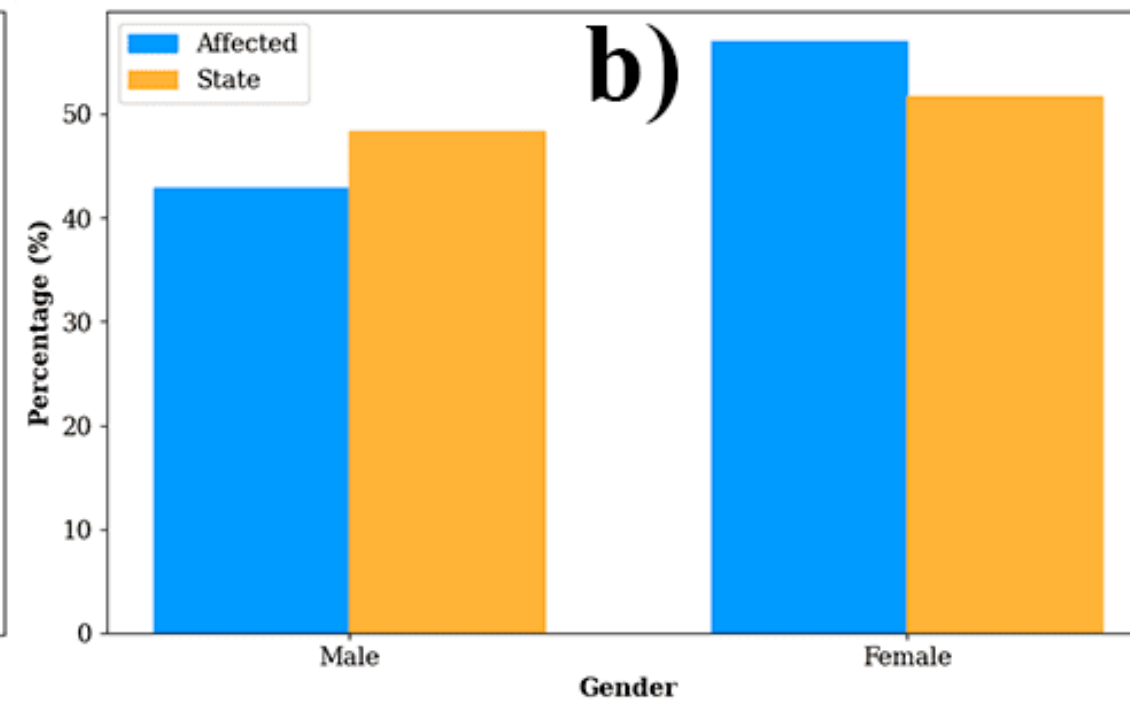 Affected
State
b)
50
40
30
20
10
0
Percentage (%)
Male
Female
Gender